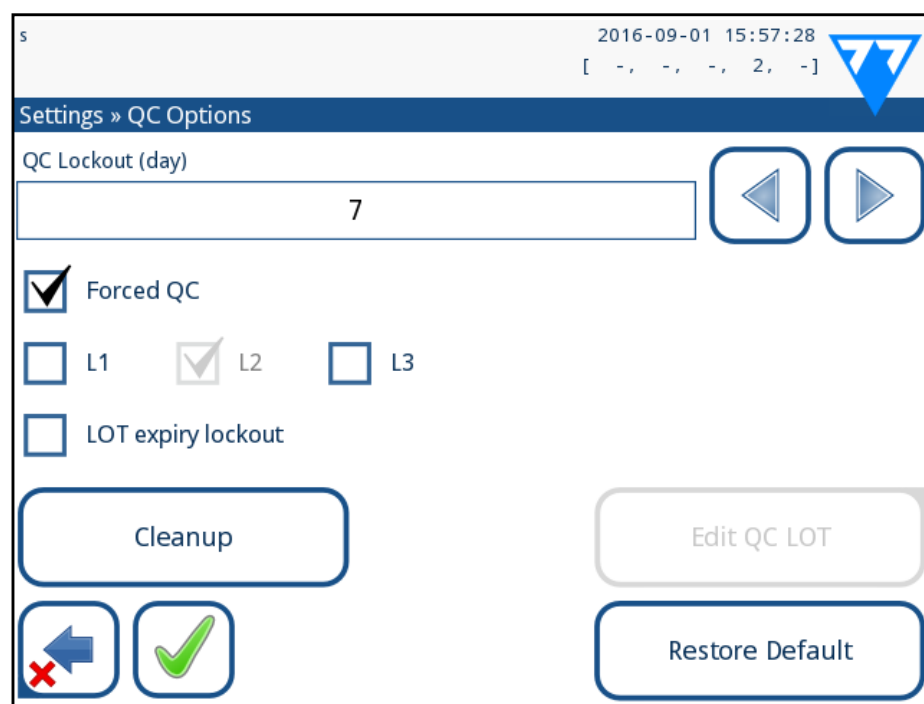 s
2016-09-01 15:57:28
[ -, -, -, 2, -]
Settings » QC Options
QC Lockout (day)
7
Forced QC
L1 L2 L3
LOT expiry lockout
Cleanup Edit QC LOT
Restore Default